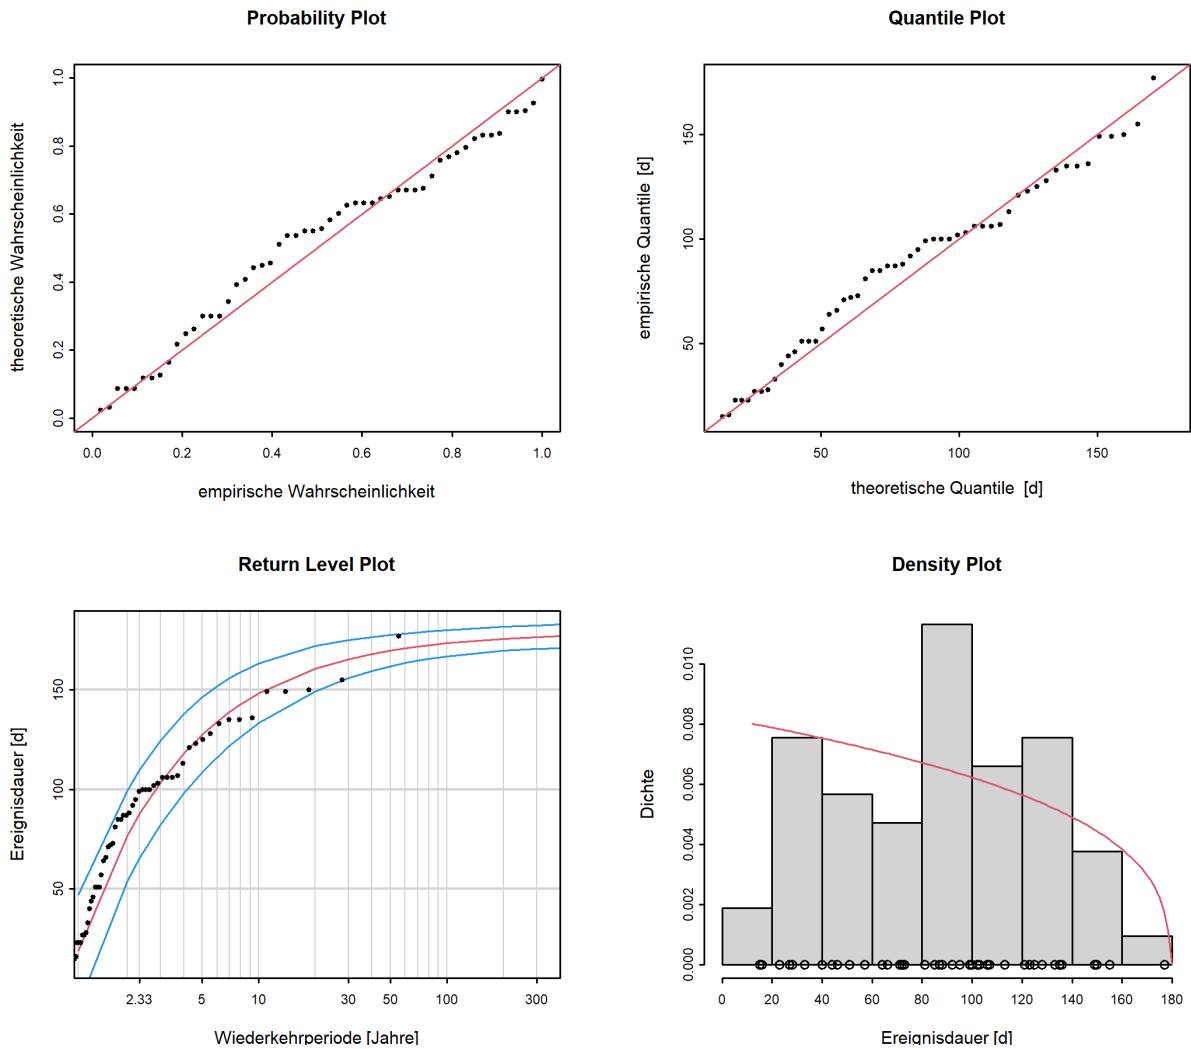 Probability Plot
theoretische Wahrscheinlichkeit
0.0 0.2 0.4 0.6 0.8 1.0
0.0 0.2 0.4 0.6 0.8 1.0
empirische Wahrscheinlichkeit
Quantile Plot
empirische Quantile [d]
50 100 150
50 100 150
theoretische Quantile [d]
Return Level Plot
Ereignisdauer [d]
50 100 150
2.33 5 10 30 50 100 300
Wiederkehrperiode [Jahre]
Density Plot
Dichte
0.000 0.002 0.004 0.006 0.008 0.010
0 20 40 60 80 100 120 140 160 180
Ereignisdauer [d]